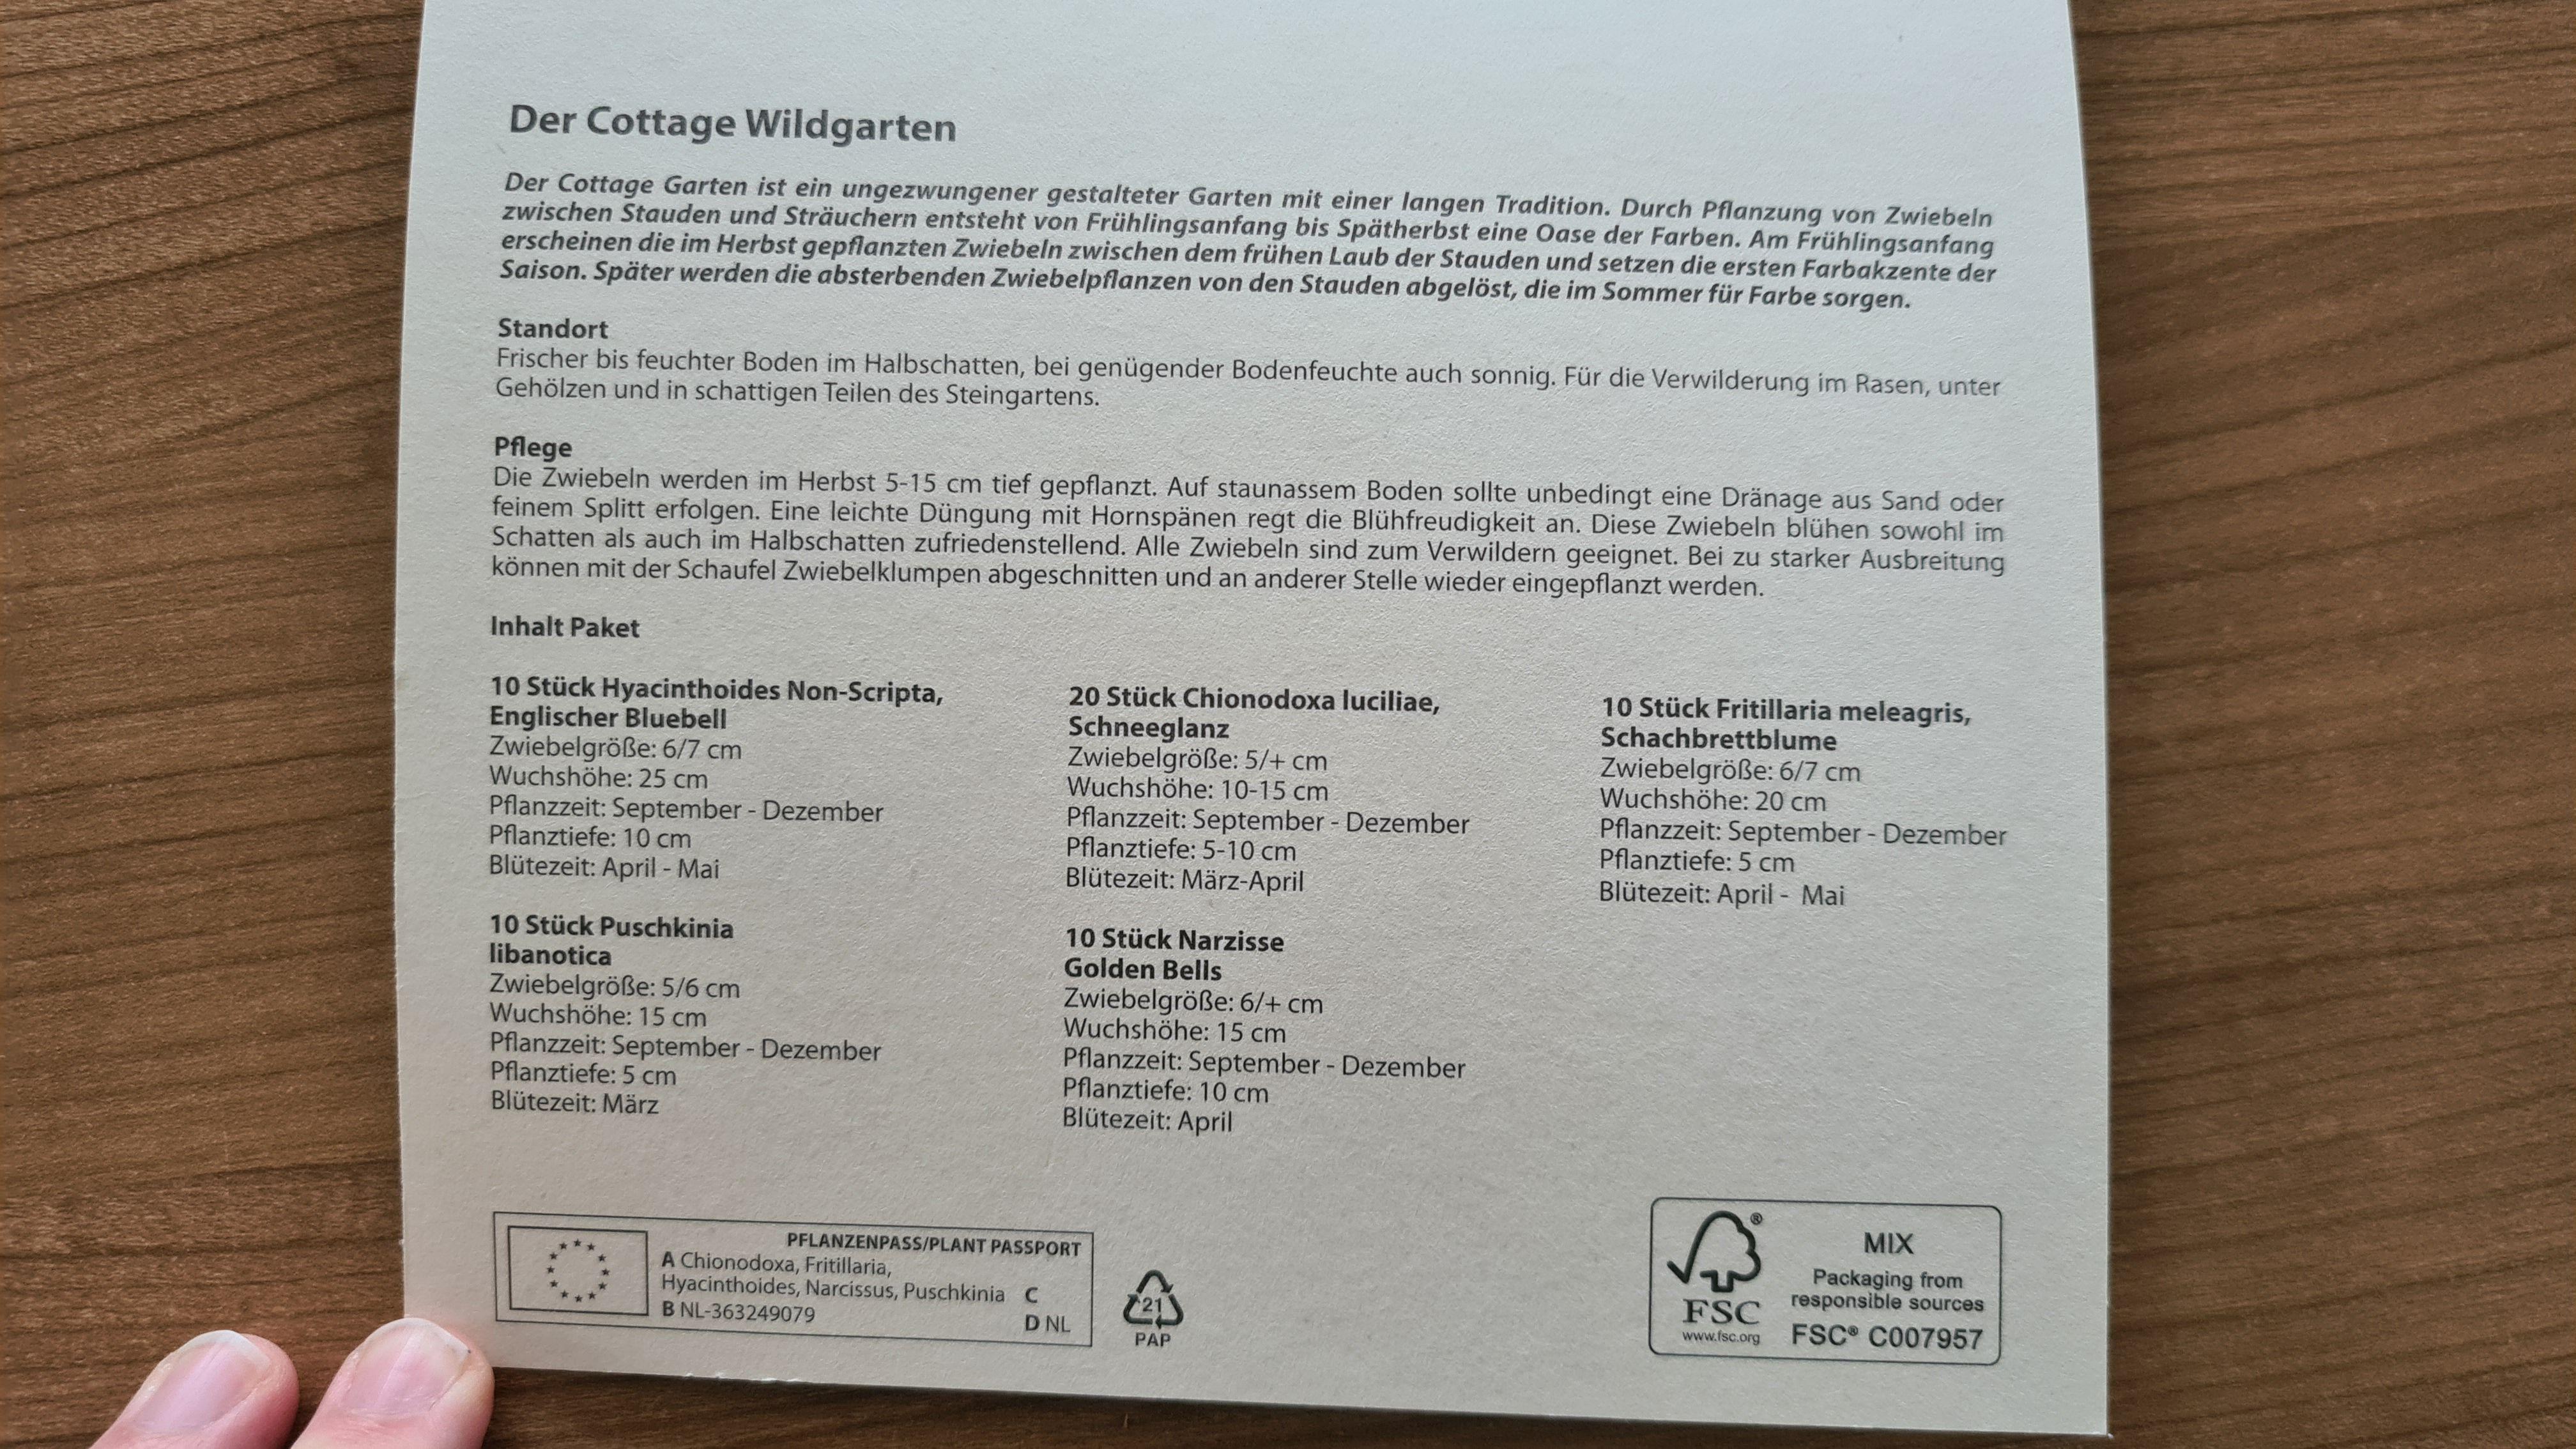 Der Cottage Wildgarten
Der Cottage Garten ist ein ungezwungener gestalteter Garten mit einer langen Tradition. Durch Pflanzung von Zwiebeln
zwischen Stauden und Sträuchern entsteht von Frühlingsanfang bis Spätherbst eine Oase der Farben. Am Frühlingsanfang
erscheinen die im Herbst gepflanzten Zwiebeln zwischen dem frühen Laub der Stauden und setzen die ersten Farbakzente der
Saison. Später werden die absterbenden Zwiebelpflanzen von den Stauden abgelöst, die im Sommer für Farbe sorgen.
Standort
Frischer bis feuchter Boden im Halbschatten, bei genügender Bodenfeuchte auch sonnig. Für die Verwilderung im Rasen, unter
Gehölzen und in schattigen Teilen des Steingartens.
Pflege
Die Zwiebeln werden im Herbst 5-15 cm tief gepflanzt. Auf staunassem Boden sollte unbedingt eine Dränage aus Sand oder
feinem Splitt erfolgen. Eine leichte Düngung mit Hornspänen regt die Blühfreudigkeit an. Diese Zwiebeln blühen sowohl im
Schatten als auch im Halbschatten zufriedenstellend. Alle Zwiebeln sind zum Verwildern geeignet. Bei zu starker Ausbreitung
können mit der Schaufel Zwiebelklumpen abgeschnitten und an anderer Stelle wieder eingepflanzt werden.
Inhalt Paket
10 Stück Hyacinthoides Non-Scripta,
Englischer Bluebell
Zwiebelgröße: 6/7 cm
Wuchshöhe: 25 cm
Pflanzzeit: September - Dezember
Pflanztiefe: 10 cm
Blütezeit: April - Mai
20 Stück Chionodoxa luciliae,
Schneeglanz
Zwiebelgröße: 5/+ cm
Wuchshöhe: 10-15 cm
Pflanzzeit: September - Dezember
Pflanztiefe: 5-10 cm
Blütezeit: März-April
10 Stück Fritillaria meleagris,
Schachbrettblume
Zwiebelgröße: 6/7 cm
Wuchshöhe: 20 cm
Pflanzzeit: September - Dezember
Pflanztiefe: 5 cm
Blütezeit: April - Mai
10 Stück Puschkinia
libanotica
Zwiebelgröße: 5/6 cm
Wuchshöhe: 15 cm
Pflanzzeit: September - Dezember
Pflanztiefe: 5 cm
Blütezeit: März
10 Stück Narzisse
Golden Bells
Zwiebelgröße: 6/+ cm
Wuchshöhe: 15 cm
Pflanzzeit: September - Dezember
Pflanztiefe: 10 cm
Blütezeit: April
PFLANZENPASS/PLANT PASSPORT
A Chionodoxa, Fritillaria,
Hyacinthoides, Narcissus, Puschkinia C
B NL-363249079 D NL
21
PAP
FSC
www.fsc.org
MIX
Packaging from
responsible sources
FSC® C007957